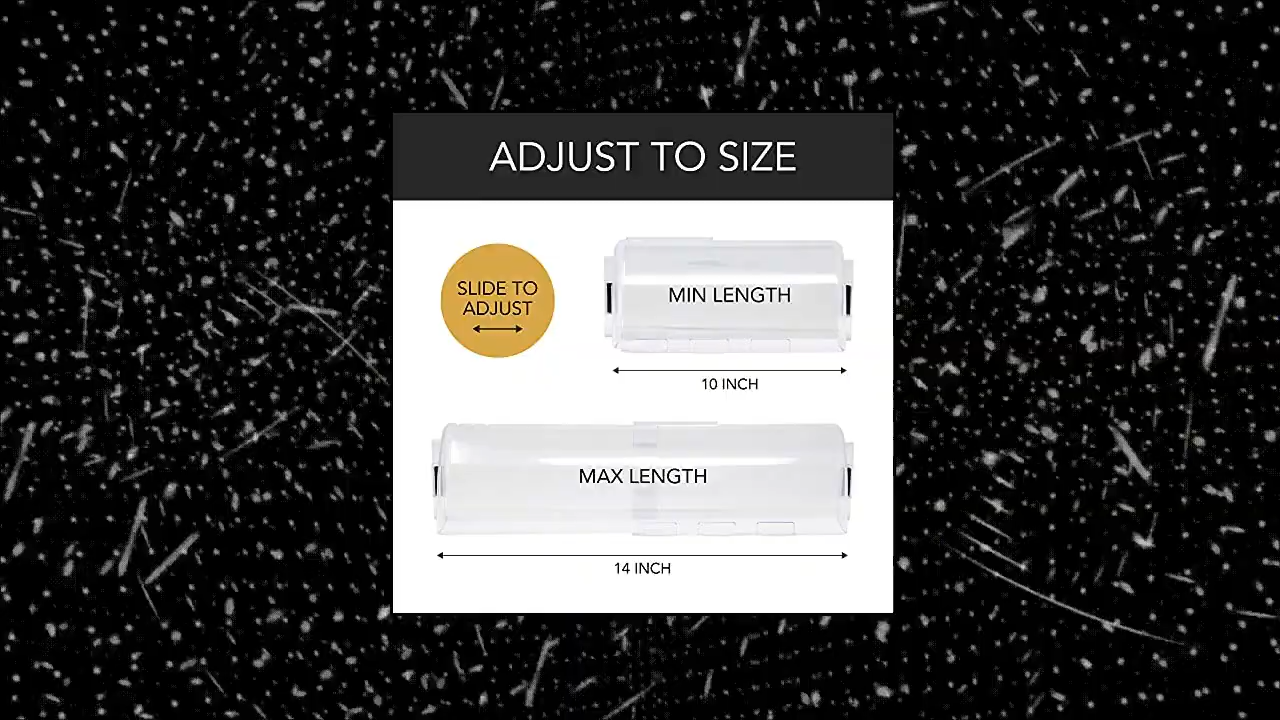 ADJUST TO SIZE
SLIDE TO
ADJUST
MIN LENGTH
10 INCH
MAX LENGTH
14 INCH